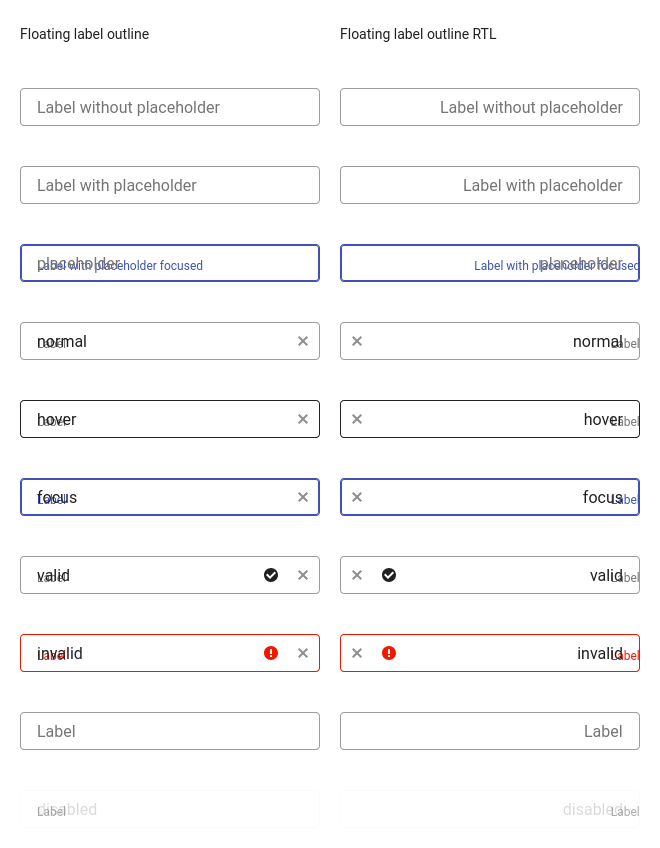 Floating label outline
Floating label outline RTL
Label without placeholder
Label without placeholder
Label with placeholder
Label with placeholder
placeholder
Label with placeholder focused
placeholder
Label with placeholder focused
normal
Label
normal
Label
hover
Label
hover
Label
focus
Label
focus
Label
valid
Label
valid
Label
invalid
Label
invalid
Label
Label
Label
disabled
Label
disabled
Label